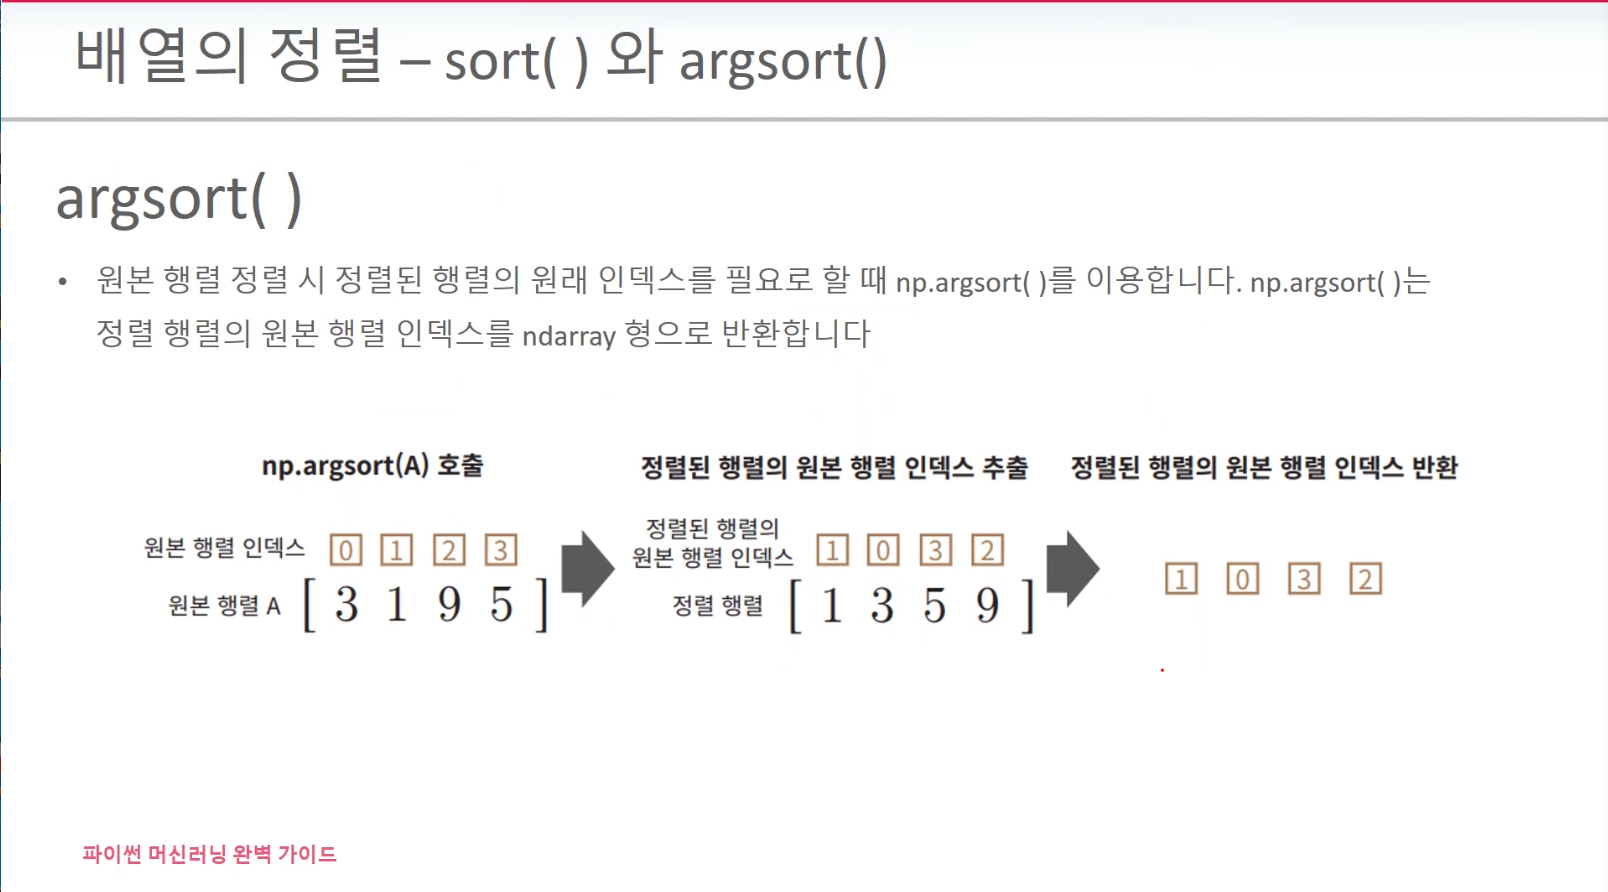 배열의 정렬 – sort( ) 와 argsort()
argsort( )
• 원본 행렬 정렬 시 정렬된 행렬의 원래 인덱스를 필요로 할 때 np.argsort( )를 이용합니다. np.argsort( )는
정렬 행렬의 원본 행렬 인덱스를 ndarray 형으로 반환합니다
np.argsort(A) 호출
원본 행렬 인덱스 0 1 2 3
원본 행렬 A [ 3 1 9 5 ]
정렬된 행렬의 원본 행렬 인덱스 추출
정렬된 행렬의
원본 행렬 인덱스 1 0 3 2
정렬 행렬 [ 1 3 5 9 ]
정렬된 행렬의 원본 행렬 인덱스 반환
1 0 3 2
파이썬 머신러닝 완벽 가이드